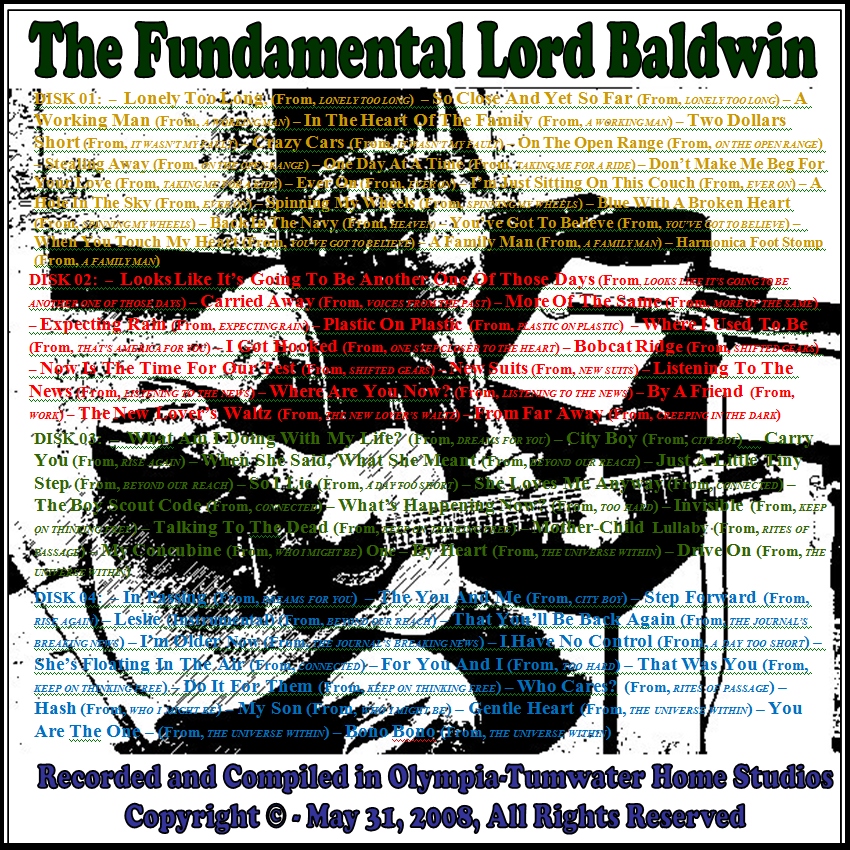 The Fundamental Lord Baldwin
DISK 01: – Lonely Too Long (From, LONELY TOO LONG) – So Close And Yet So Far (From, LONELY TOO LONG) – A
Working Man (From, A WORKING MAN) – In The Heart Of The Family (From, A WORKING MAN) – Two Dollars
Short (From, IT WASN'T MY FAULT) – Crazy Cars (From, IT WASN'T MY FAULT) – On The Open Range (From, ON THE OPEN RANGE)
– Stealing Away (From, ON THE OPEN RANGE) – One Day At A Time (From, TAKING ME FOR A RIDE) – Don't Make Me Beg For
Your Love (From, TAKING ME FOR A RIDE) – Ever On (From, EVER ON) – I'm Just Sitting On This Couch (From, EVER ON) – A
Hole In The Sky (From, EVER ON) – Spinning My Wheels (From, SPINNING MY WHEELS) – Blue With A Broken Heart
(From, SPINNING MY WHEELS) – Back In The Navy (From, HEAVEN) – You've Got To Believe (From, YOU'VE GOT TO BELIEVE) –
When You Touch My Heart (From, YOU'VE GOT TO BELIEVE) – A Family Man (From, A FAMILY MAN) – Harmonica Foot Stomp
(From, A FAMILY MAN)
DISK 02: – Looks Like It's Going To Be Another One Of Those Days (From, LOOKS LIKE IT'S GOING TO BE
ANOTHER ONE OF THOSE DAYS) – Carried Away (From, VOICES FROM THE PAST) – More Of The Same (From, MORE OF THE SAME)
– Expecting Rain (From, EXPECTING RAIN) – Plastic On Plastic (From, PLASTIC ON PLASTIC) – Where I Used To Be
(From, THAT'S AMERICA FOR YOU) – I Got Hooked (From, ONE STEP CLOSER TO THE HEART) – Bobcat Ridge (From, SHIFTED GEARS)
– Now Is The Time For Our Test (From, SHIFTED GEARS) – New Suits (From, NEW SUITS) – Listening To The
News (From, LISTENING TO THE NEWS) – Where Are You Now? (From, LISTENING TO THE NEWS) – By A Friend (From,
WORK) – The New Lover's Waltz (From, THE NEW LOVER'S WALTZ) – From Far Away (From, CREEPING IN THE DARK)
DISK 03: – What Am I Doing With My Life? (From, DREAMS FOR YOU) – City Boy (From, CITY BOY) – Carry
You (From, RISE AGAIN) – When She Said, What She Meant (From, BEYOND OUR REACH) – Just A Little Tiny
Step (From, BEYOND OUR REACH) – So I Lie (From, A DAY TOO SHORT) – She Loves Me Anyway (From, CONNECTED) –
The Boy Scout Code (From, CONNECTED) – What's Happening Now? (From, TOO HARD) – Invisible (From, KEEP
ON THINKING FREE) – Talking To The Dead (From, KEEP ON THINKING FREE) – Mother-Child Lullaby (From, RITES OF
PASSAGE) – My Concubine (From, WHO I MIGHT BE) One – By Heart (From, THE UNIVERSE WITHIN) – Drive On (From, THE
UNIVERSE WITHIN)
DISK 04: – In Passing (From, DREAMS FOR YOU) – The You And Me (From, CITY BOY) – Step Forward (From,
RISE AGAIN) – Leslie (Instrumental) (From, BEYOND OUR REACH) – That You'll Be Back Again (From, THE JOURNAL'S
BREAKING NEWS) – I'm Older Now (From, THE JOURNAL'S BREAKING NEWS) – I Have No Control (From, A DAY TOO SHORT) –
She's Floating In The Air (From, CONNECTED) – For You And I (From, TOO HARD) – That Was You (From,
KEEP ON THINKING FREE) – Do It For Them (From, KEEP ON THINKING FREE) – Who Cares? (From, RITES OF PASSAGE) –
Hash (From, WHO I MIGHT BE) – My Son (From, WHO I MIGHT BE) – Gentle Heart (From, THE UNIVERSE WITHIN) – You
Are The One – (From, THE UNIVERSE WITHIN) – Bono Bono (From, THE UNIVERSE WITHIN)
Recorded and Compiled in Olympia-Tumwater Home Studios
Copyright © - May 31, 2008, All Rights Reserved